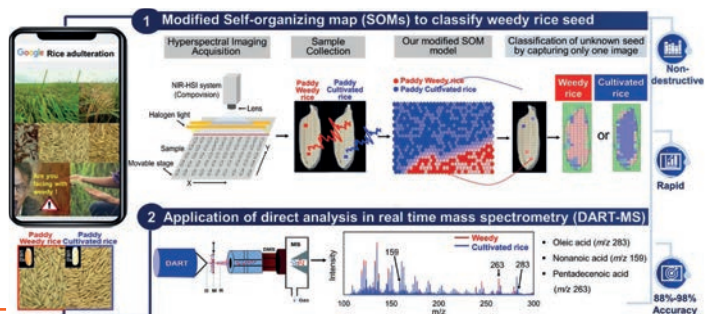 1 Modified Self-organizing map (SOMs) to classify weedy rice seed
Google Rice adulteration
Are you
facing with
weedy !
Paddy
Weedy rice
Paddy
Cultivated rice
Hyperspectral Imaging
Acquisition
NIR-HSI system
(Compovision)
Lens
Halogen light
Sample
Movable stage
X
Y
Sample
Collection
Paddy
Weedy
rice
Paddy
Cultivated
rice
Our modified SOM
model
Paddy Weedy rice
Paddy Cultivated rice
Classification of unknown seed
by capturing only one image
Weedy
rice
or
Cultivated
rice
2 Application of direct analysis in real time mass spectrometry (DART-MS)
DART
MS
Gas
Intensity
Weedy
Cultivated rice
159
263
283
100 150 200 250 300
m/z
• Oleic acid (m/z 283)
• Nonanoic acid (m/z 159)
• Pentadecenoic acid
(m/z 263)
Non-
destructive
Rapid
88%-98%
Accuracy